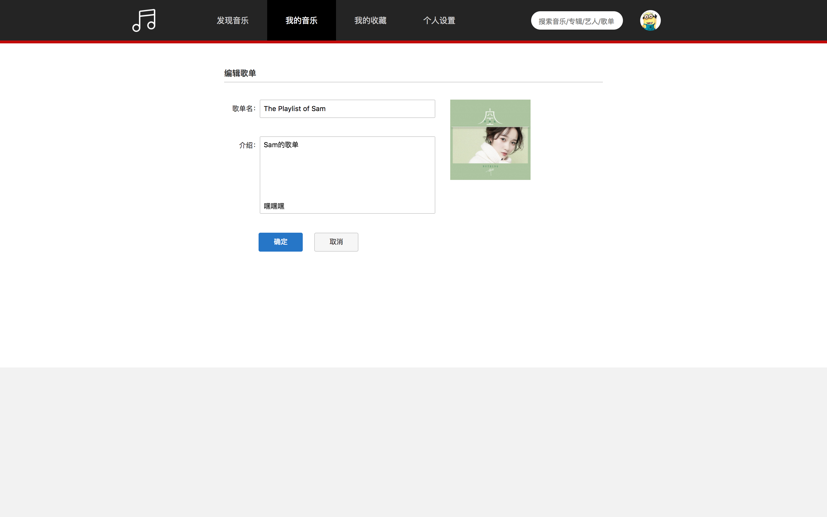 发现音乐
我的音乐
我的收藏
个人设置
搜索音乐/专辑/艺人/歌单
编辑歌单
歌单名：
The Playlist of Sam
介绍：
Sam的歌单
嘿嘿嘿
确定
取消